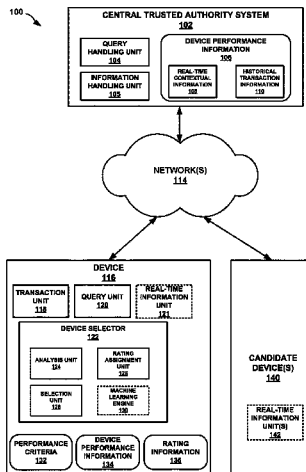 100
CENTRAL TRUSTED AUTHORITY SYSTEM
102
QUERY HANDLING UNIT
104
INFORMATION HANDLING UNIT
105
DEVICE PERFORMANCE
INFORMATION
106
REAL-TIME
CONTEXTUAL
INFORMATION
108
HISTORICAL
TRANSACTION
INFORMATION
110
NETWORK(S)
114
DEVICE
116
TRANSACTION
UNIT
118
QUERY UNIT
120
REAL-TIME
INFORMATION UNIT
121
DEVICE SELECTOR
122
ANALYSIS UNIT
124
RATING
ASSIGNMENT
UNIT
126
SELECTION
UNIT
128
MACHINE
LEARNING
ENGINE
130
PERFORMANCE
CRITERIA
132
DEVICE
PERFORMANCE
INFORMATION
134
RATING
INFORMATION
136
CANDIDATE
DEVICE(S)
140
REAL-TIME
INFORMATION
UNIT(S)
142